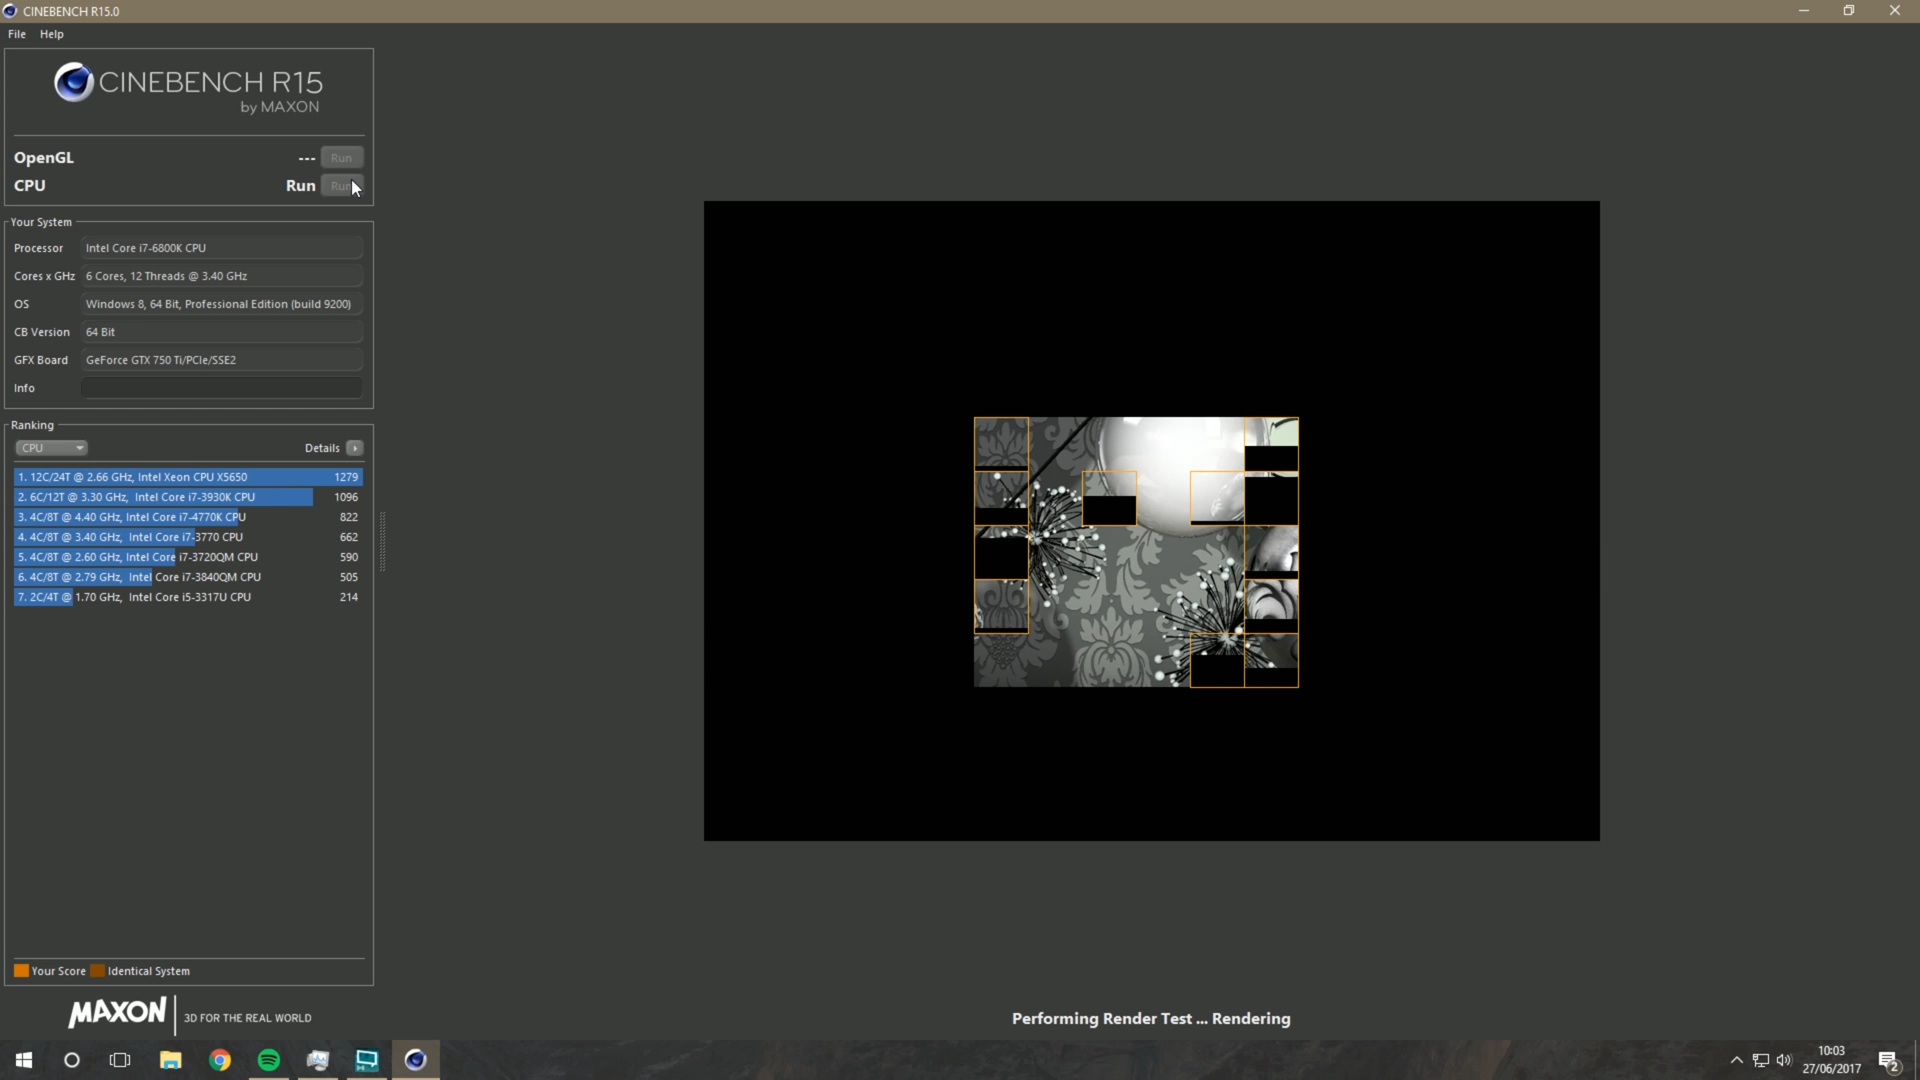 CINEBENCH R15.0
File Help
CINEBENCH R15
by MAXON
OpenGL --- Run
CPU Run Run
Your System
Processor Intel Core i7-6800K CPU
Cores x GHz 6 Cores, 12 Threads @ 3.40 GHz
OS Windows 8, 64 Bit, Professional Edition (build 9200)
CB Version 64 Bit
GFX Board GeForce GTX 750 Ti/PCIe/SSE2
Info
Ranking
CPU Details
1. 12C/24T @ 2.66 GHz, Intel Xeon CPU X5650 1279
2. 6C/12T @ 3.30 GHz, Intel Core i7-3930K CPU 1096
3. 4C/8T @ 4.40 GHz, Intel Core i7-4770K CPU 822
4. 4C/8T @ 3.40 GHz, Intel Core i7-3770 CPU 662
5. 4C/8T @ 2.60 GHz, Intel Core i7-3720QM CPU 590
6. 4C/8T @ 2.79 GHz, Intel Core i7-3840QM CPU 505
7. 2C/4T @ 1.70 GHz, Intel Core i5-3317U CPU 214
Your Score Identical System
MAXON 3D FOR THE REAL WORLD
Performing Render Test ... Rendering
10:03
27/06/2017
2